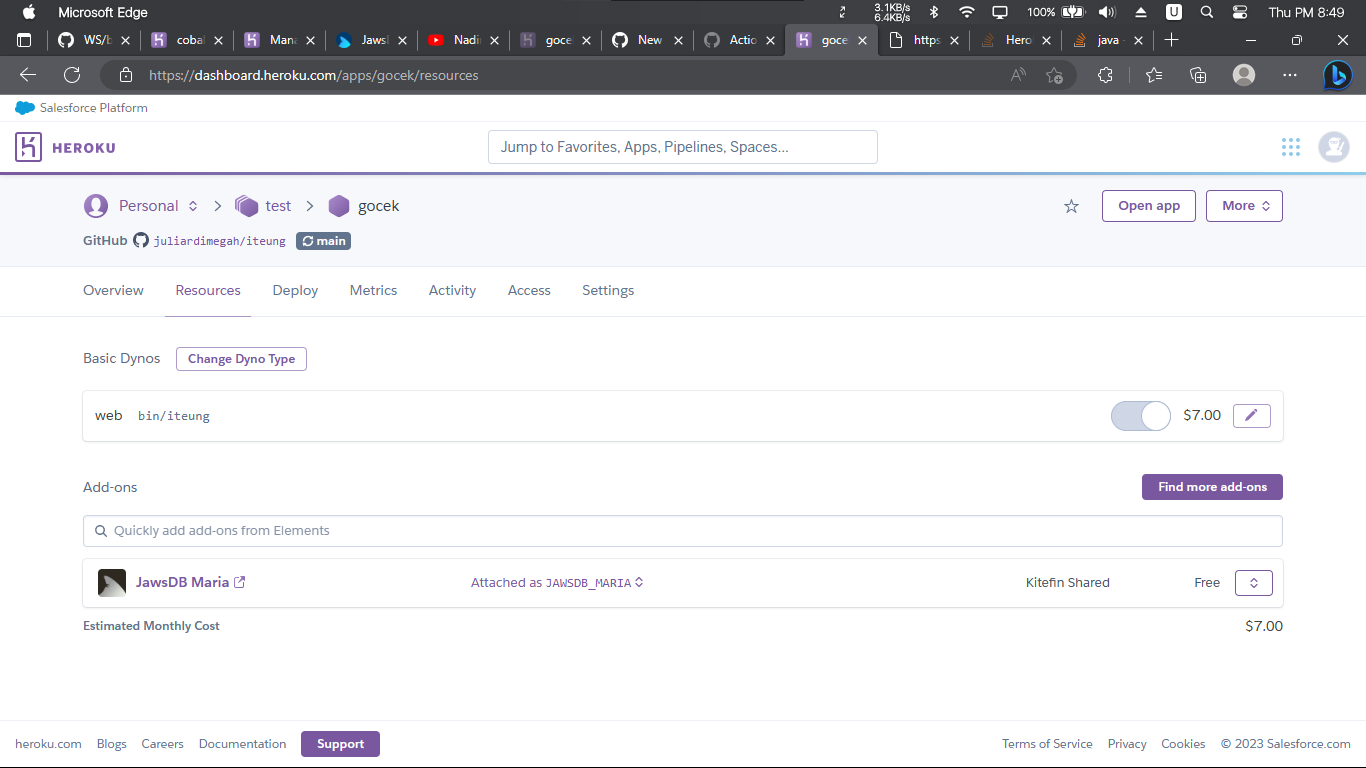 Microsoft Edge 3.1KB/s 6.4KB/s 100% U Thu PM 8:49
WS/b cobal Mana JawsI Nadii goce New Actio goce https Hero java
https://dashboard.heroku.com/apps/gocek/resources
Salesforce Platform
HEROKU Jump to Favorites, Apps, Pipelines, Spaces...
Personal test gocek Open app More
GitHub juliardimegah/iteung main
Overview Resources Deploy Metrics Activity Access Settings
Basic Dynos Change Dyno Type
web bin/iteung $7.00
Add-ons Find more add-ons
Quickly add add-ons from Elements
JawsDB Maria Attached as JAWSDB_MARIA Kitefin Shared Free
Estimated Monthly Cost $7.00
heroku.com Blogs Careers Documentation Support Terms of Service Privacy Cookies © 2023 Salesforce.com